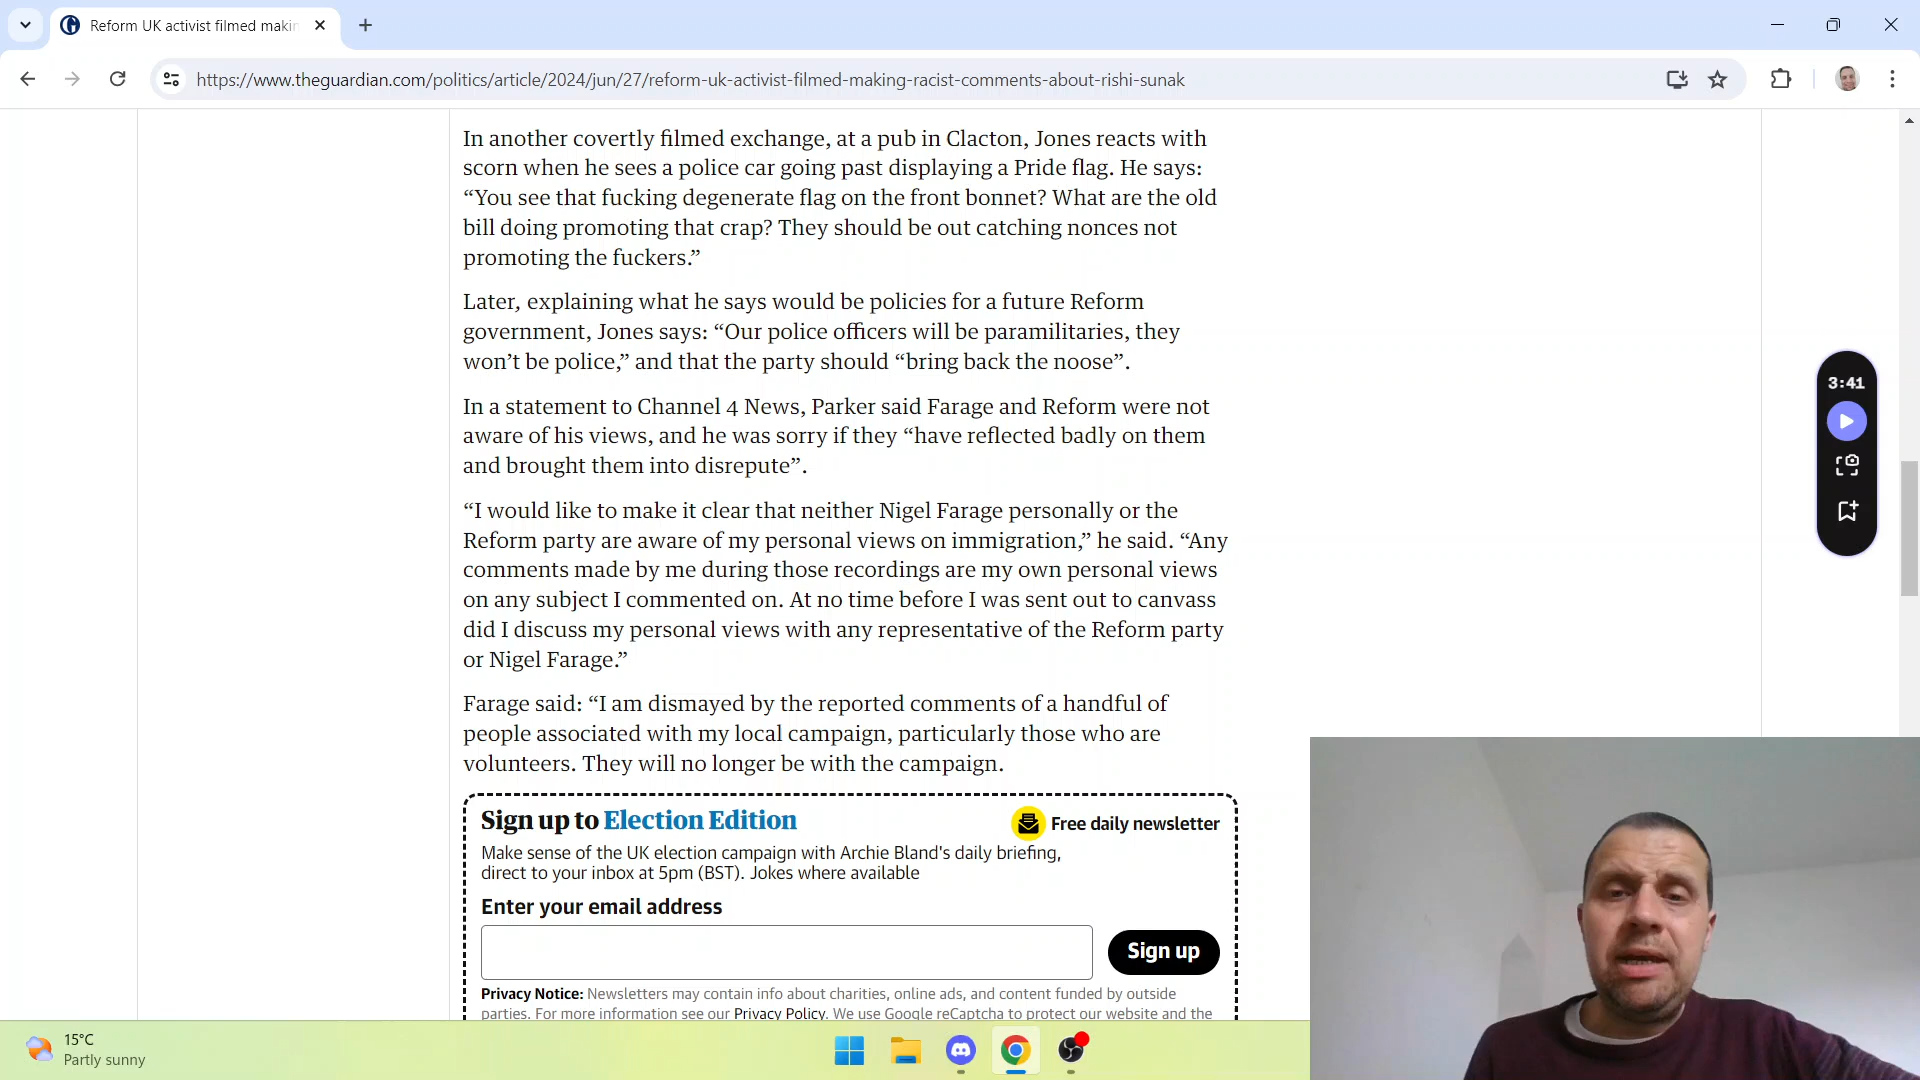 Reform UK activist filmed makin
https://www.theguardian.com/politics/article/2024/jun/27/reform-uk-activist-filmed-making-racist-comments-about-rishi-sunak
In another covertly filmed exchange, at a pub in Clacton, Jones reacts with
scorn when he sees a police car going past displaying a Pride flag. He says:
“You see that fucking degenerate flag on the front bonnet? What are the old
bill doing promoting that crap? They should be out catching nonces not
promoting the fuckers.”
Later, explaining what he says would be policies for a future Reform
government, Jones says: “Our police officers will be paramilitaries, they
won’t be police,” and that the party should “bring back the noose”.
In a statement to Channel 4 News, Parker said Farage and Reform were not
aware of his views, and he was sorry if they “have reflected badly on them
and brought them into disrepute”.
“I would like to make it clear that neither Nigel Farage personally or the
Reform party are aware of my personal views on immigration,” he said. “Any
comments made by me during those recordings are my own personal views
on any subject I commented on. At no time before I was sent out to canvass
did I discuss my personal views with any representative of the Reform party
or Nigel Farage.”
Farage said: “I am dismayed by the reported comments of a handful of
people associated with my local campaign, particularly those who are
volunteers. They will no longer be with the campaign.
Sign up to Election Edition
Free daily newsletter
Make sense of the UK election campaign with Archie Bland's daily briefing,
direct to your inbox at 5pm (BST). Jokes where available
Enter your email address
Sign up
Privacy Notice: Newsletters may contain info about charities, online ads, and content funded by outside
parties. For more information see our Privacy Policy. We use Google reCaptcha to protect our website and the
3:41
15°C
Partly sunny